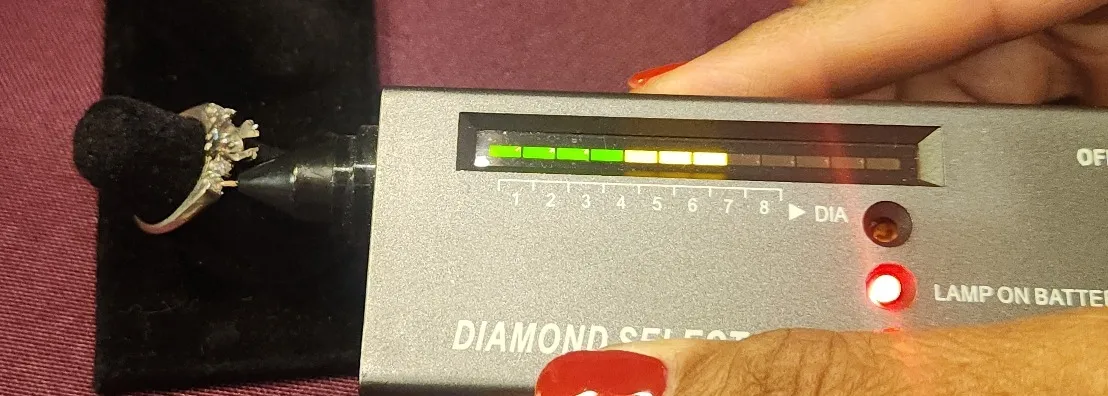 OF
1 2 3 4 5 6 7 8 ▶ DIA
LAMP ON BATTE
DIAMOND SELECT